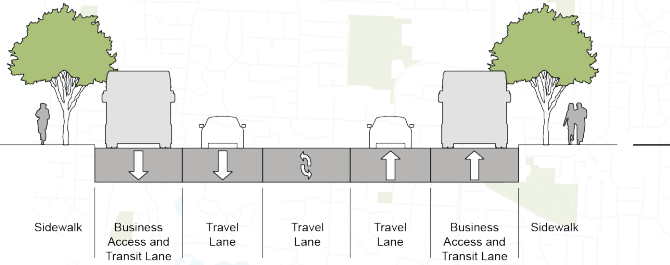 Sidewalk
Business
Access and
Transit Lane
Travel
Lane
Travel
Lane
Travel
Lane
Business
Access and
Transit Lane
Sidewalk